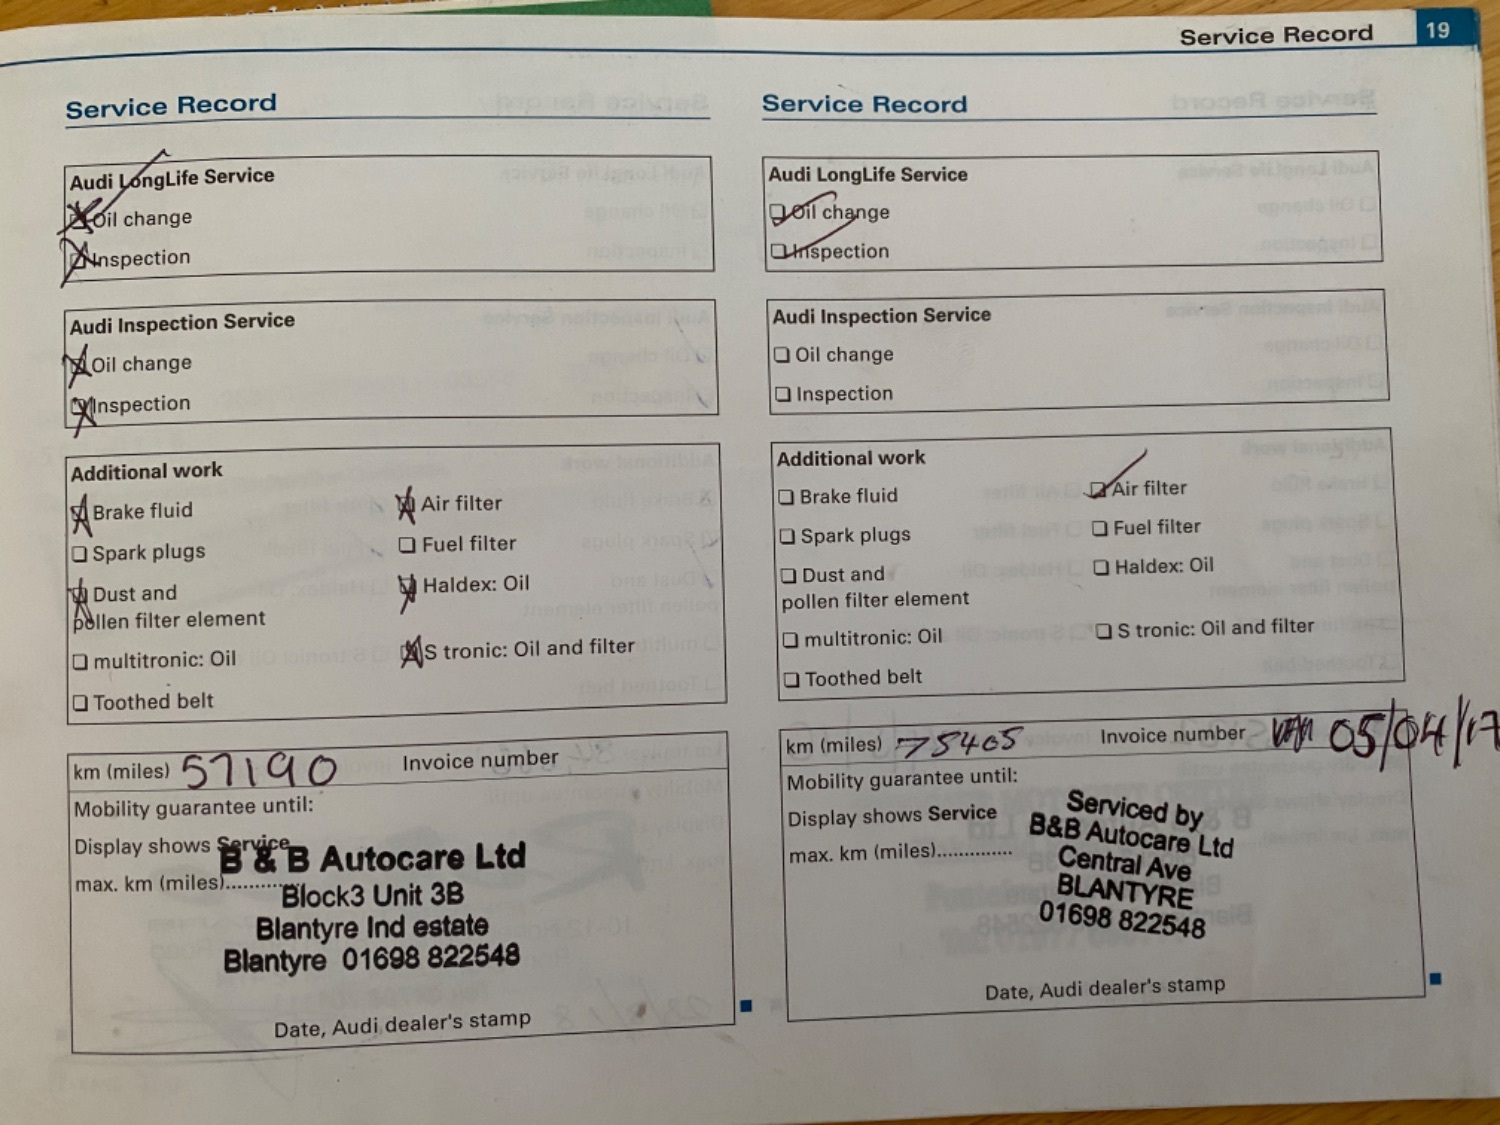 Service Record 19
Service Record
Audi LongLife Service
Oil change
Inspection
Audi Inspection Service
Oil change
Inspection
Additional work
Brake fluid
Air filter
Spark plugs
Fuel filter
Dust and
pollen filter element
Haldex: Oil
multitronic: Oil
S tronic: Oil and filter
Toothed belt
km (miles) 57190 Invoice number
Mobility guarantee until:
Display shows Service
max. km (miles)..........
B & B Autocare Ltd
Block3 Unit 3B
Blantyre Ind estate
Blantyre 01698 822548
Date, Audi dealer's stamp
Service Record
Audi LongLife Service
Oil change
Inspection
Audi Inspection Service
Oil change
Inspection
Additional work
Brake fluid
Air filter
Spark plugs
Fuel filter
Dust and
pollen filter element
Haldex: Oil
multitronic: Oil
S tronic: Oil and filter
Toothed belt
km (miles) 75405 Invoice number 05/04/17
Mobility guarantee until:
Display shows Service
max. km (miles)..............
Serviced by
B&B Autocare Ltd
Central Ave
BLANTYRE
01698 822548
Date, Audi dealer's stamp